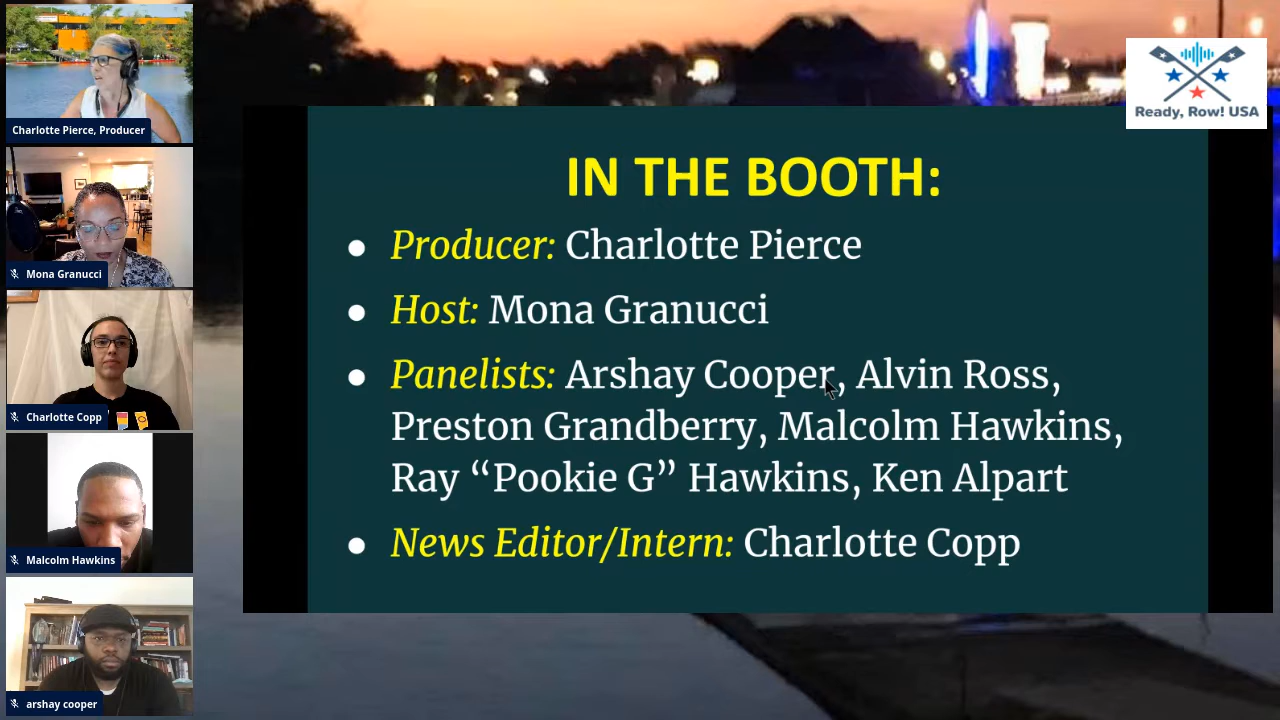 Charlotte Pierce, Producer
Mona Granucci
Charlotte Copp
Malcolm Hawkins
arshay cooper
Ready, Row! USA
IN THE BOOTH:
● Producer: Charlotte Pierce
● Host: Mona Granucci
● Panelists: Arshay Cooper, Alvin Ross,
Preston Grandberry, Malcolm Hawkins,
Ray “Pookie G” Hawkins, Ken Alpart
● News Editor/Intern: Charlotte Copp